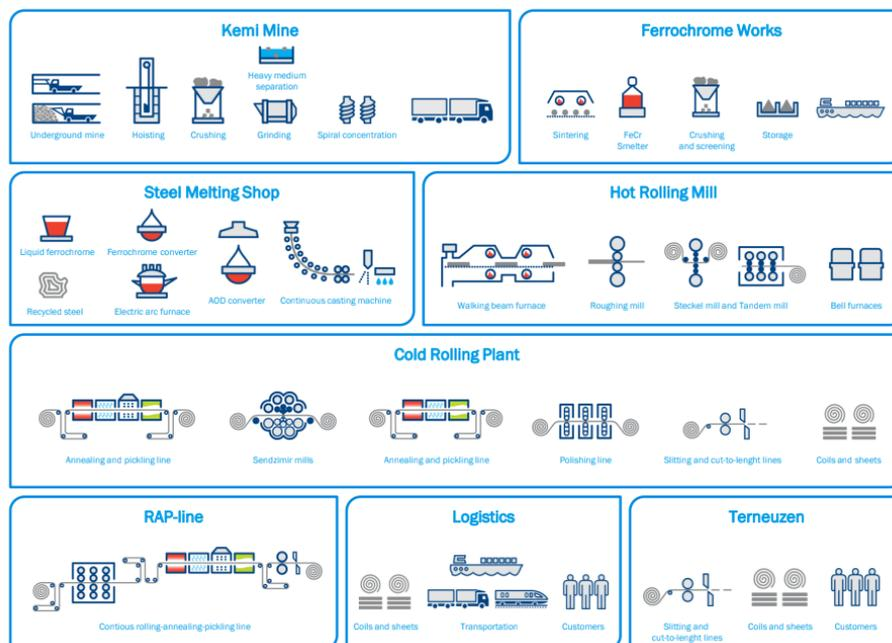 Kemi Mine
Heavy medium
separation
Underground mine
Hoisting
Crushing
Grinding
Spiral concentration
Ferrochrome Works
Sintering
FeCr
Smelter
Crushing
and screening
Storage
Steel Melting Shop
Liquid ferrochrome
Ferrochrome converter
Recycled steel
Electric arc furnace
AOD converter
Continuous casting machine
Hot Rolling Mill
Walking beam furnace
Roughing mill
Steckel mill and Tandem mill
Bell furnaces
Cold Rolling Plant
Annealing and pickling line
Sendzimir mills
Annealing and pickling line
Polishing line
Slitting and cut-to-lenght lines
Coils and sheets
RAP-line
Contious rolling-annealing-pickling line
Logistics
Coils and sheets
Transportation
Customers
Terneuzen
Slitting and
cut-to-lenght lines
Coils and sheets
Customers